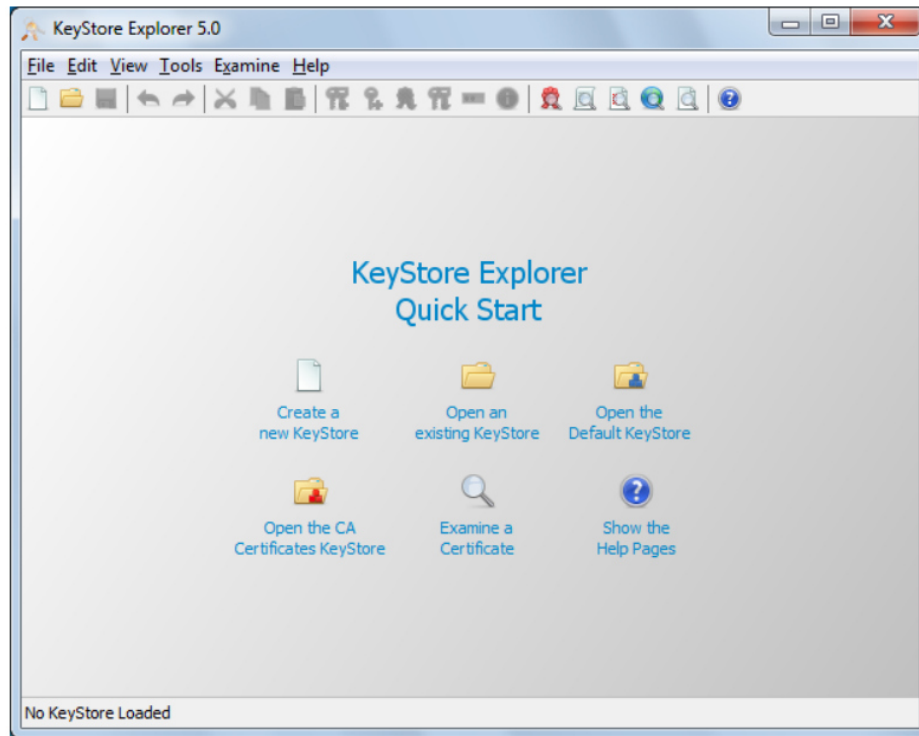 KeyStore Explorer 5.0
File Edit View Tools Examine Help
KeyStore Explorer
Quick Start
Create a
new KeyStore
Open an
existing KeyStore
Open the
Default KeyStore
Open the CA
Certificates KeyStore
Examine a
Certificate
Show the
Help Pages
No KeyStore Loaded